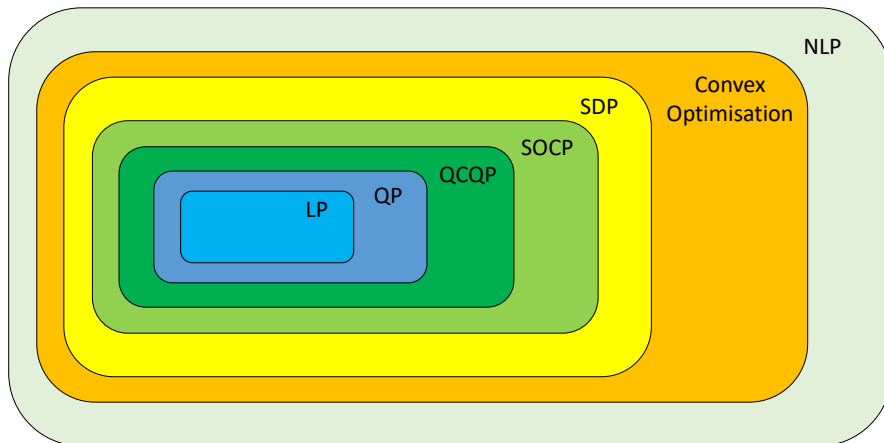 NLP
Convex
Optimisation
SDP
SOCP
QCQP
QP
LP